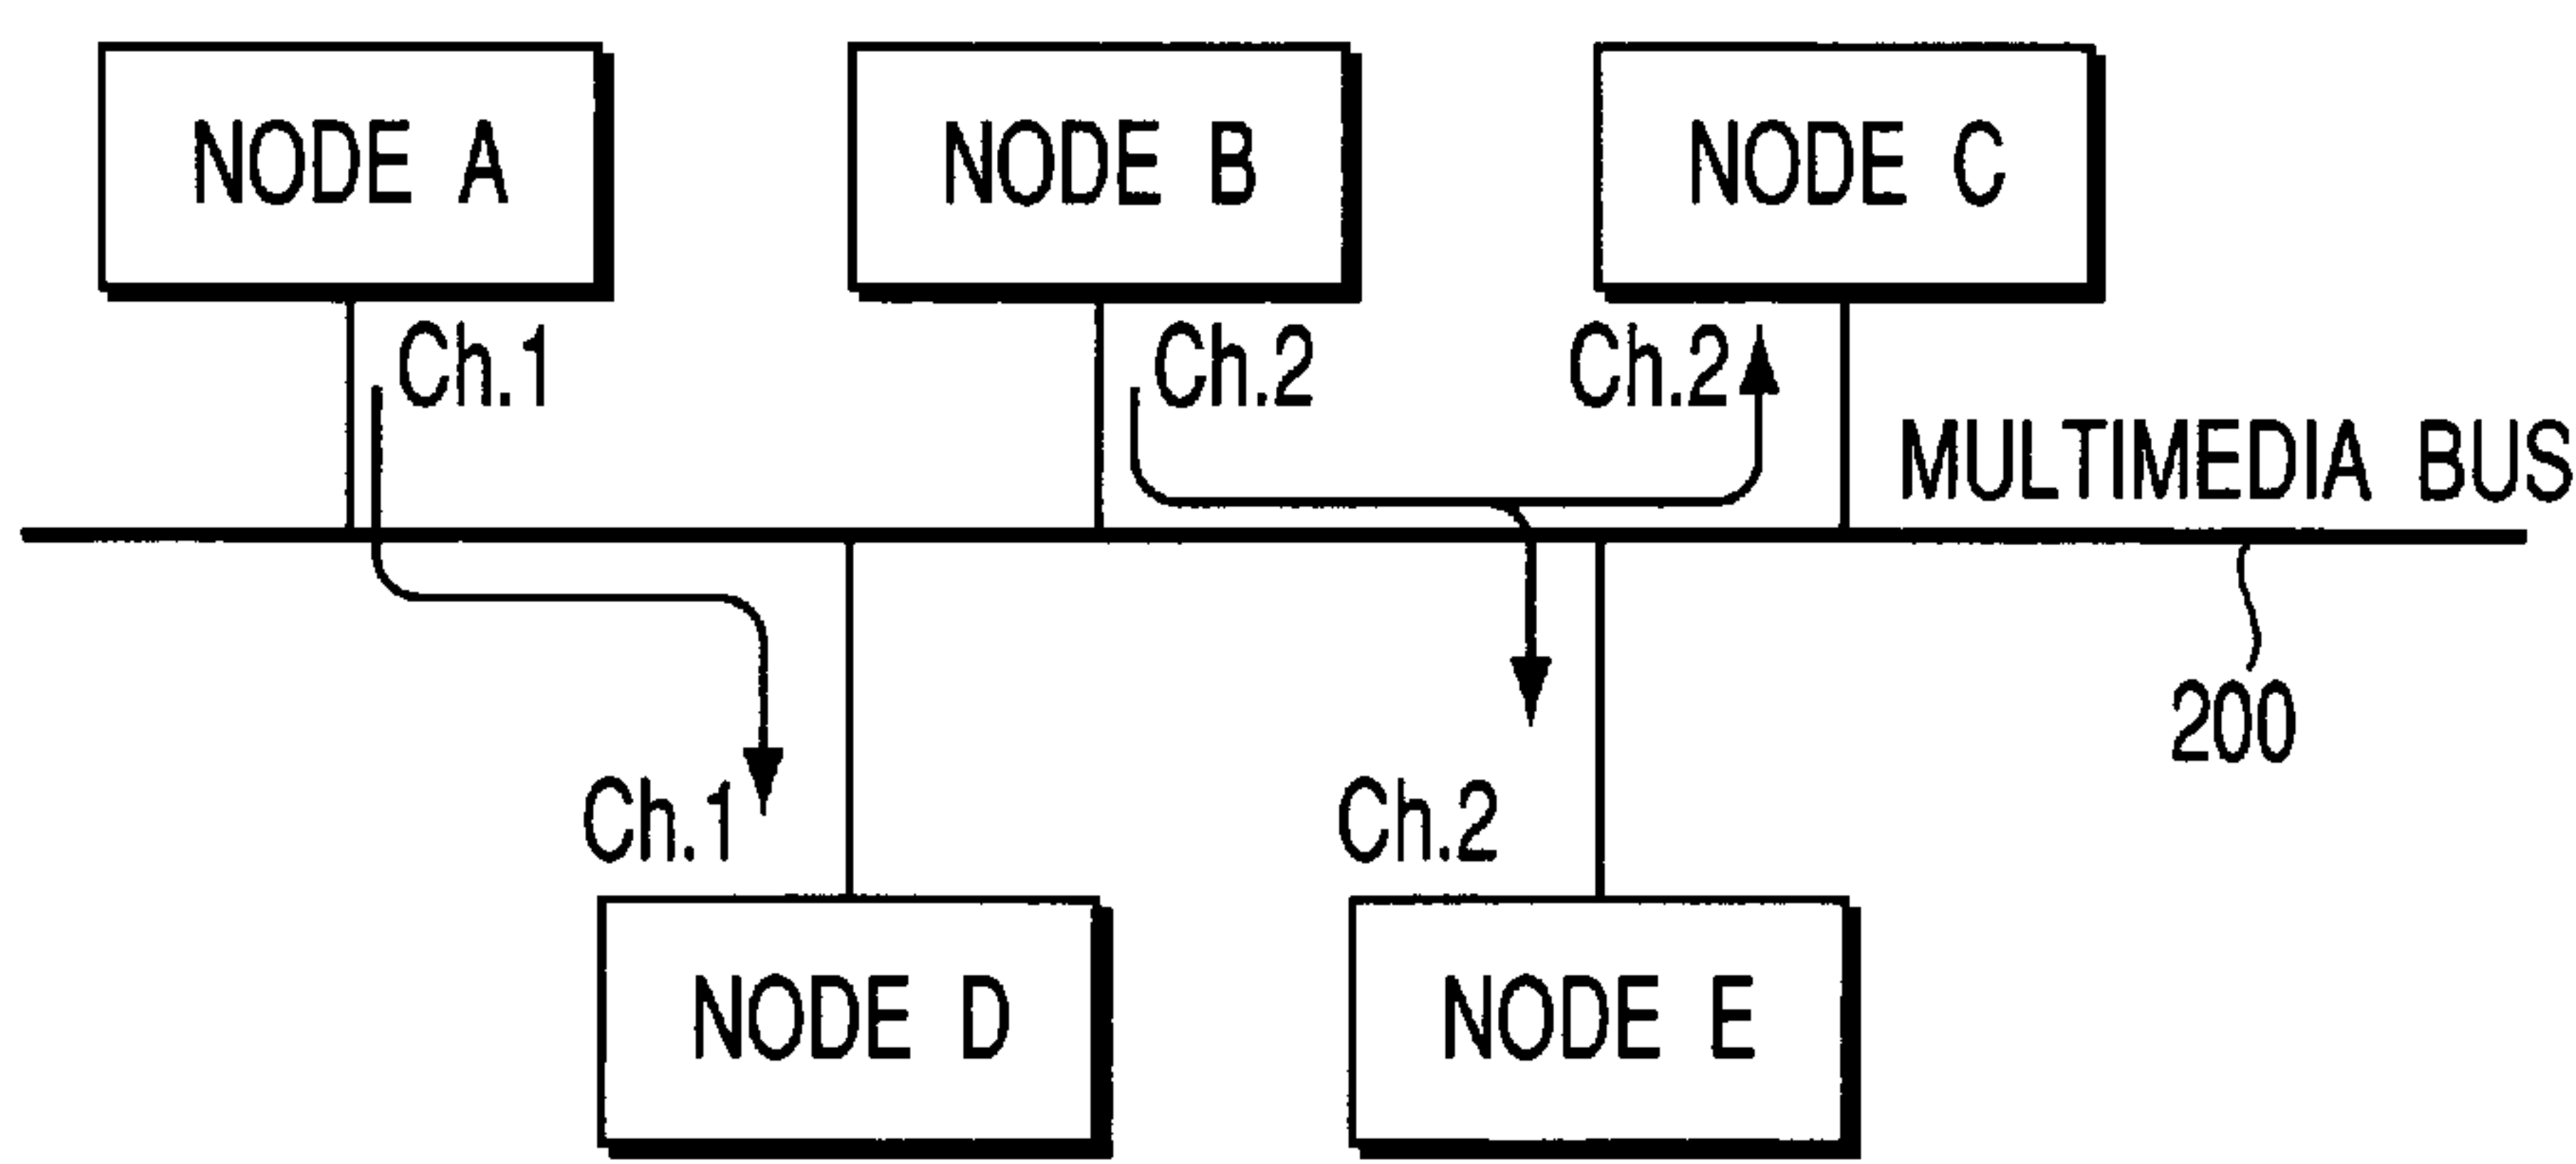 NODE A
NODE B
NODE C
Ch.1
Ch.2
Ch.2
MULTIMEDIA BUS
200
Ch.1
Ch.2
NODE D
NODE E